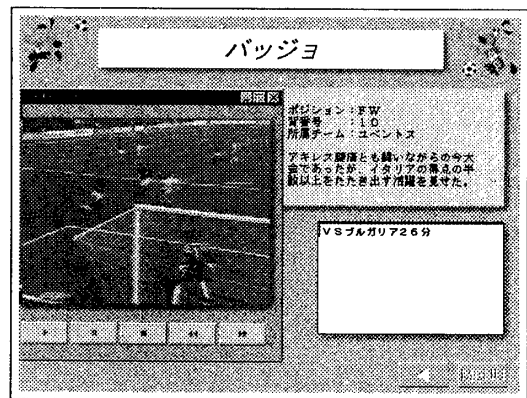 バッジョ
ポジション：FW
背番号　：１０
所属チーム：ユベントス
アキレス腱痛とも闘いながらの今大
会であったが、イタリアの得点の半
数以上をたたき出す活躍を見せた。
VSブルガリア２６分